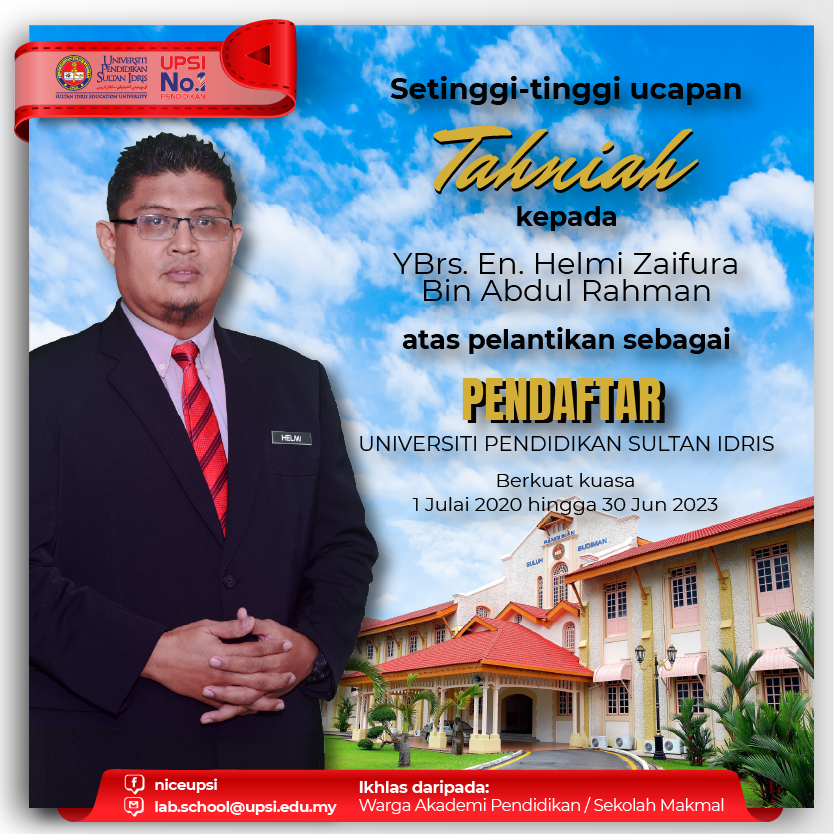 UNIVERSITI
PENDIDIKAN
SULTAN IDRIS
SULTAN IDRIS EDUCATION UNIVERSITY
UPSI
No.1
PENDIDIKAN
Setinggi-tinggi ucapan
Tahniah
kepada
YBrs. En. Helmi Zaifura
Bin Abdul Rahman
atas pelantikan sebagai
PENDAFTAR
UNIVERSITI PENDIDIKAN SULTAN IDRIS
Berkuat kuasa
1 Julai 2020 hingga 30 Jun 2023
HELMI
BANGUNAN
SULUH BUDIMAN
niceupsi
lab.school@upsi.edu.my
Ikhlas daripada:
Warga Akademi Pendidikan / Sekolah Makmal